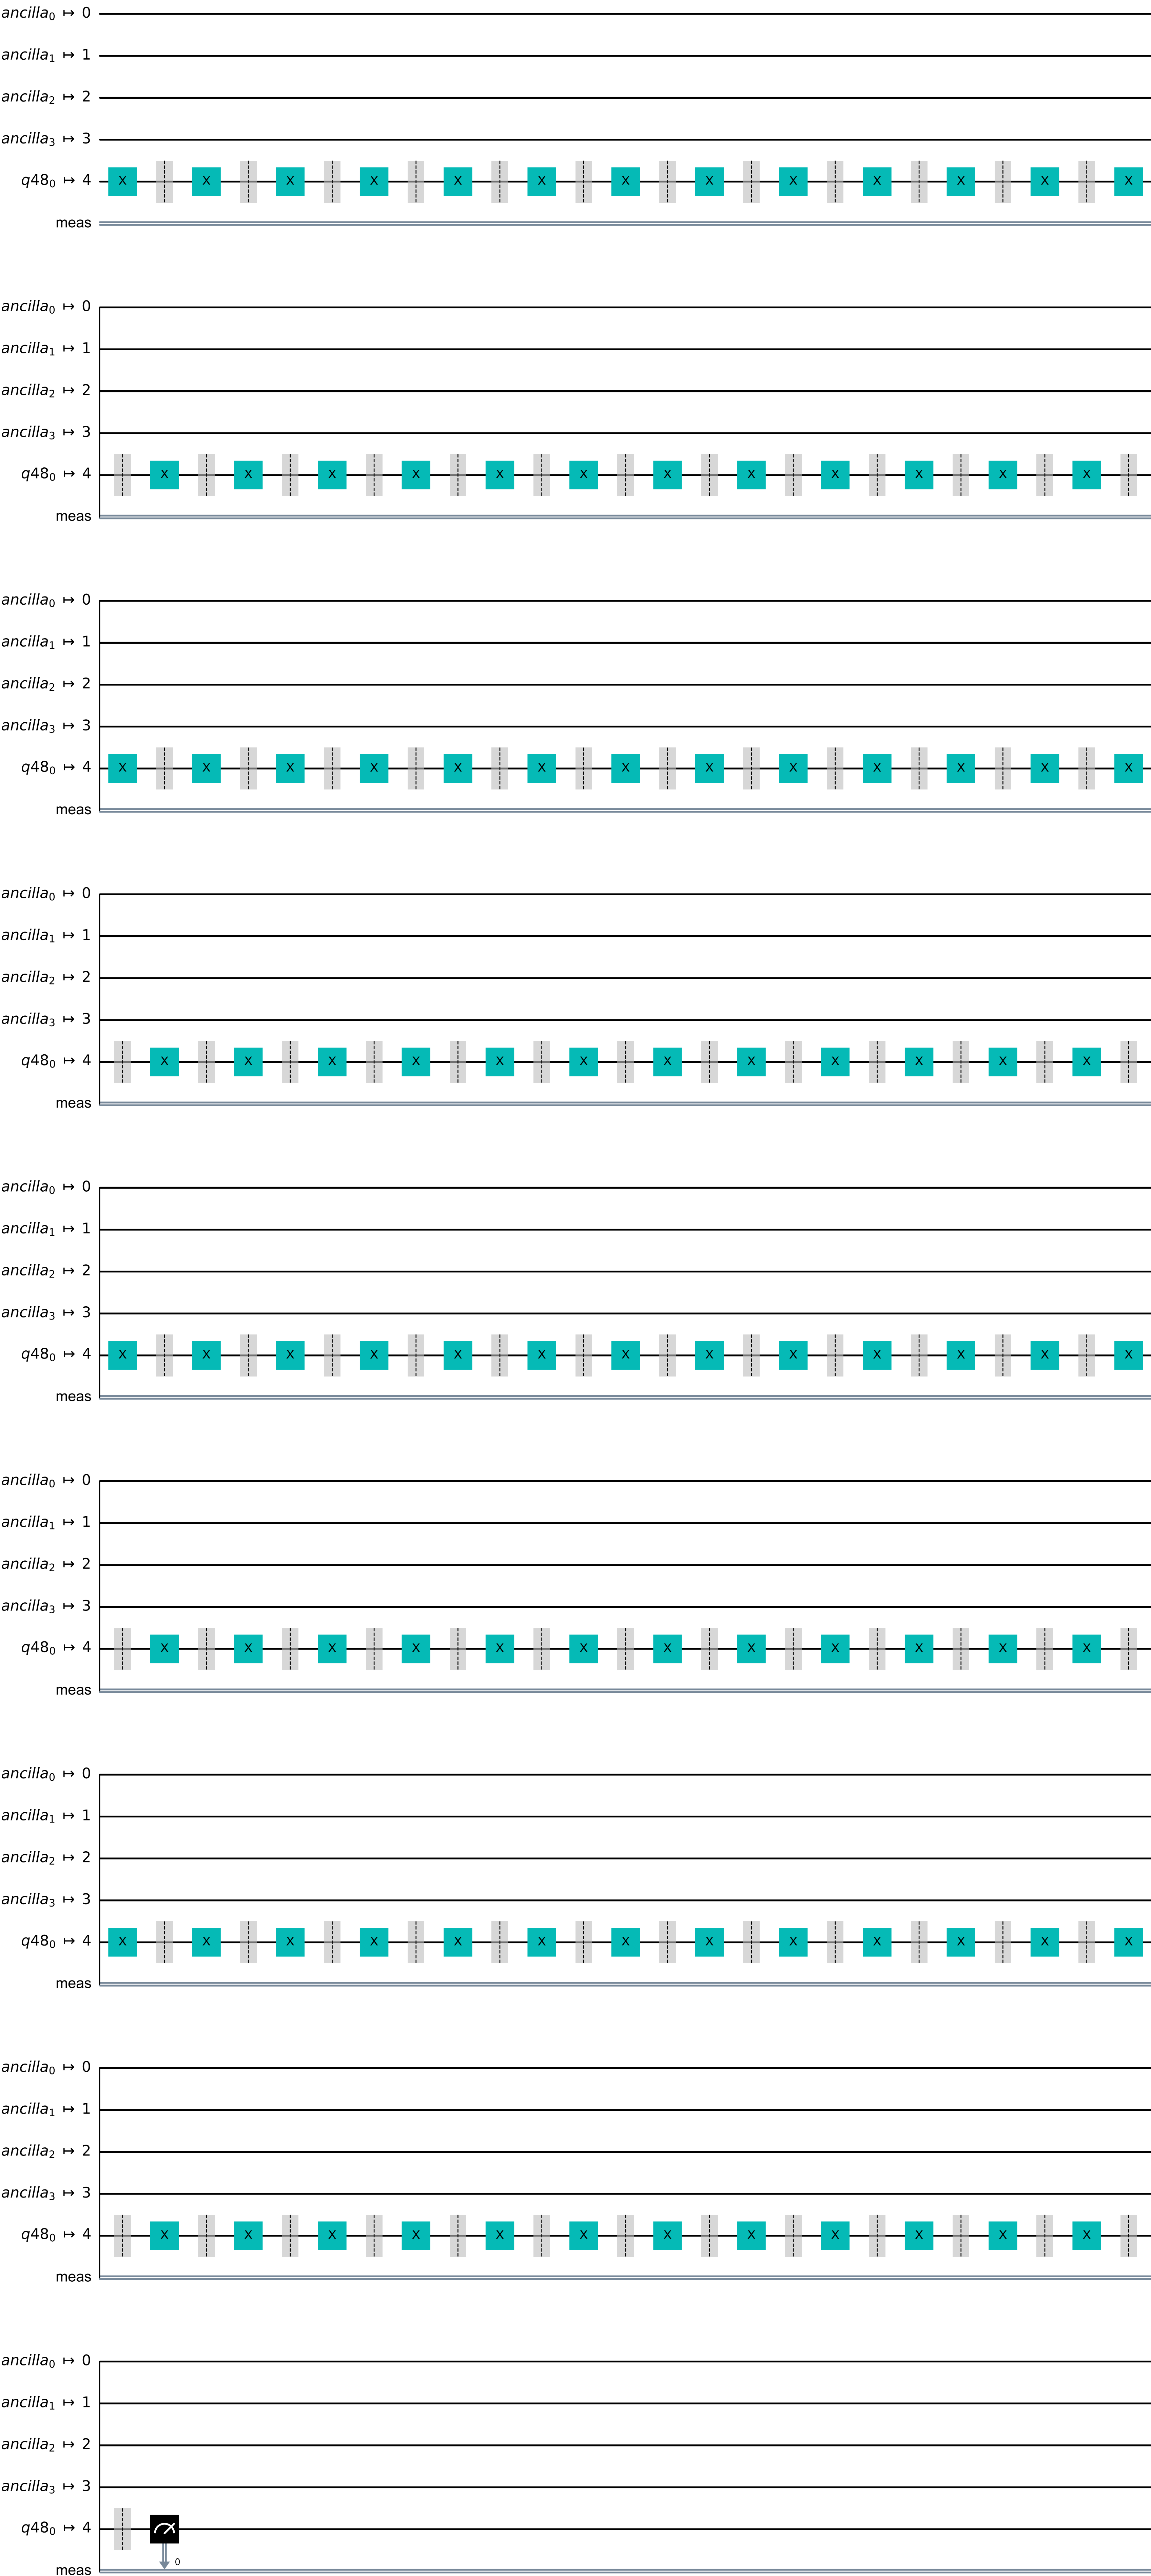 ancilla₀ ↦ 0
ancilla₁ ↦ 1
ancilla₂ ↦ 2
ancilla₃ ↦ 3
q48₀ ↦ 4 X X X X X X X X X X X X X
meas
ancilla₀ ↦ 0
ancilla₁ ↦ 1
ancilla₂ ↦ 2
ancilla₃ ↦ 3
q48₀ ↦ 4 X X X X X X X X X X X X
meas
ancilla₀ ↦ 0
ancilla₁ ↦ 1
ancilla₂ ↦ 2
ancilla₃ ↦ 3
q48₀ ↦ 4 X X X X X X X X X X X X X
meas
ancilla₀ ↦ 0
ancilla₁ ↦ 1
ancilla₂ ↦ 2
ancilla₃ ↦ 3
q48₀ ↦ 4 X X X X X X X X X X X X
meas
ancilla₀ ↦ 0
ancilla₁ ↦ 1
ancilla₂ ↦ 2
ancilla₃ ↦ 3
q48₀ ↦ 4 X X X X X X X X X X X X X
meas
ancilla₀ ↦ 0
ancilla₁ ↦ 1
ancilla₂ ↦ 2
ancilla₃ ↦ 3
q48₀ ↦ 4 X X X X X X X X X X X X
meas
ancilla₀ ↦ 0
ancilla₁ ↦ 1
ancilla₂ ↦ 2
ancilla₃ ↦ 3
q48₀ ↦ 4 X X X X X X X X X X X X X
meas
ancilla₀ ↦ 0
ancilla₁ ↦ 1
ancilla₂ ↦ 2
ancilla₃ ↦ 3
q48₀ ↦ 4 X X X X X X X X X X X X
meas
ancilla₀ ↦ 0
ancilla₁ ↦ 1
ancilla₂ ↦ 2
ancilla₃ ↦ 3
q48₀ ↦ 4
meas 0